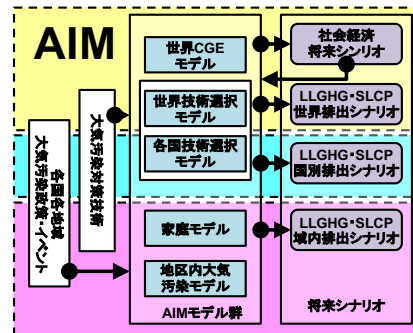 AIM
世界CGE
モデル
世界技術選択
モデル
各国技術選択
モデル
家庭モデル
地区内大気
汚染モデル
AIMモデル群
大気汚染対策技術
各国各地域
大気汚染政策・イベント
社会経済
将来シンリオ
LLGHG・SLCP
世界排出シナリオ
LLGHG・SLCP
国別排出シナリオ
LLGHG・SLCP
域内排出シナリオ
将来シナリオ